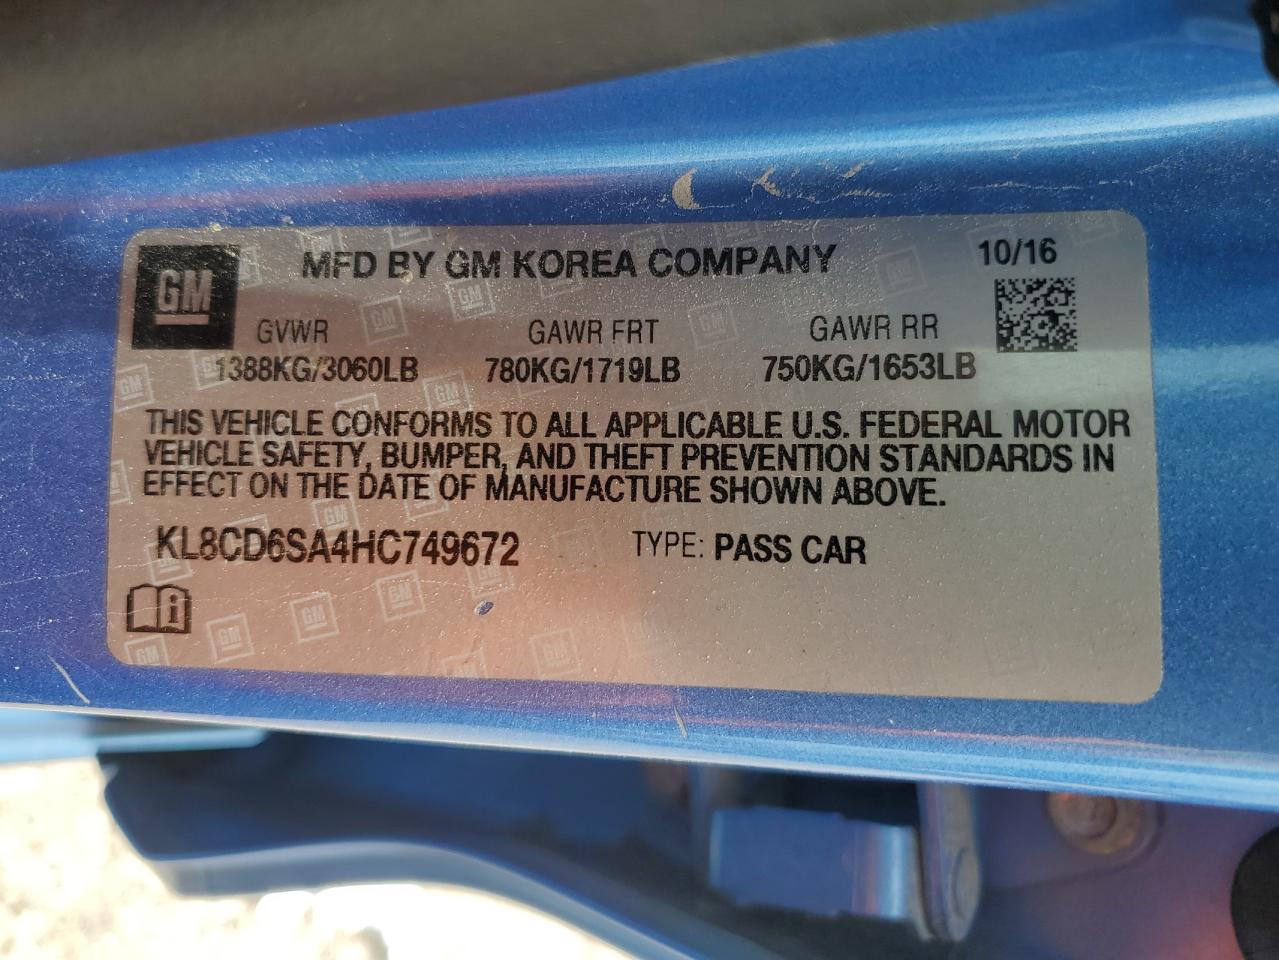 GM
MFD BY GM KOREA COMPANY 10/16
GVWR GAWR FRT GAWR RR
1388KG/3060LB 780KG/1719LB 750KG/1653LB
THIS VEHICLE CONFORMS TO ALL APPLICABLE U.S. FEDERAL MOTOR
VEHICLE SAFETY, BUMPER, AND THEFT PREVENTION STANDARDS IN
EFFECT ON THE DATE OF MANUFACTURE SHOWN ABOVE.
KL8CD6SA4HC749672 TYPE: PASS CAR